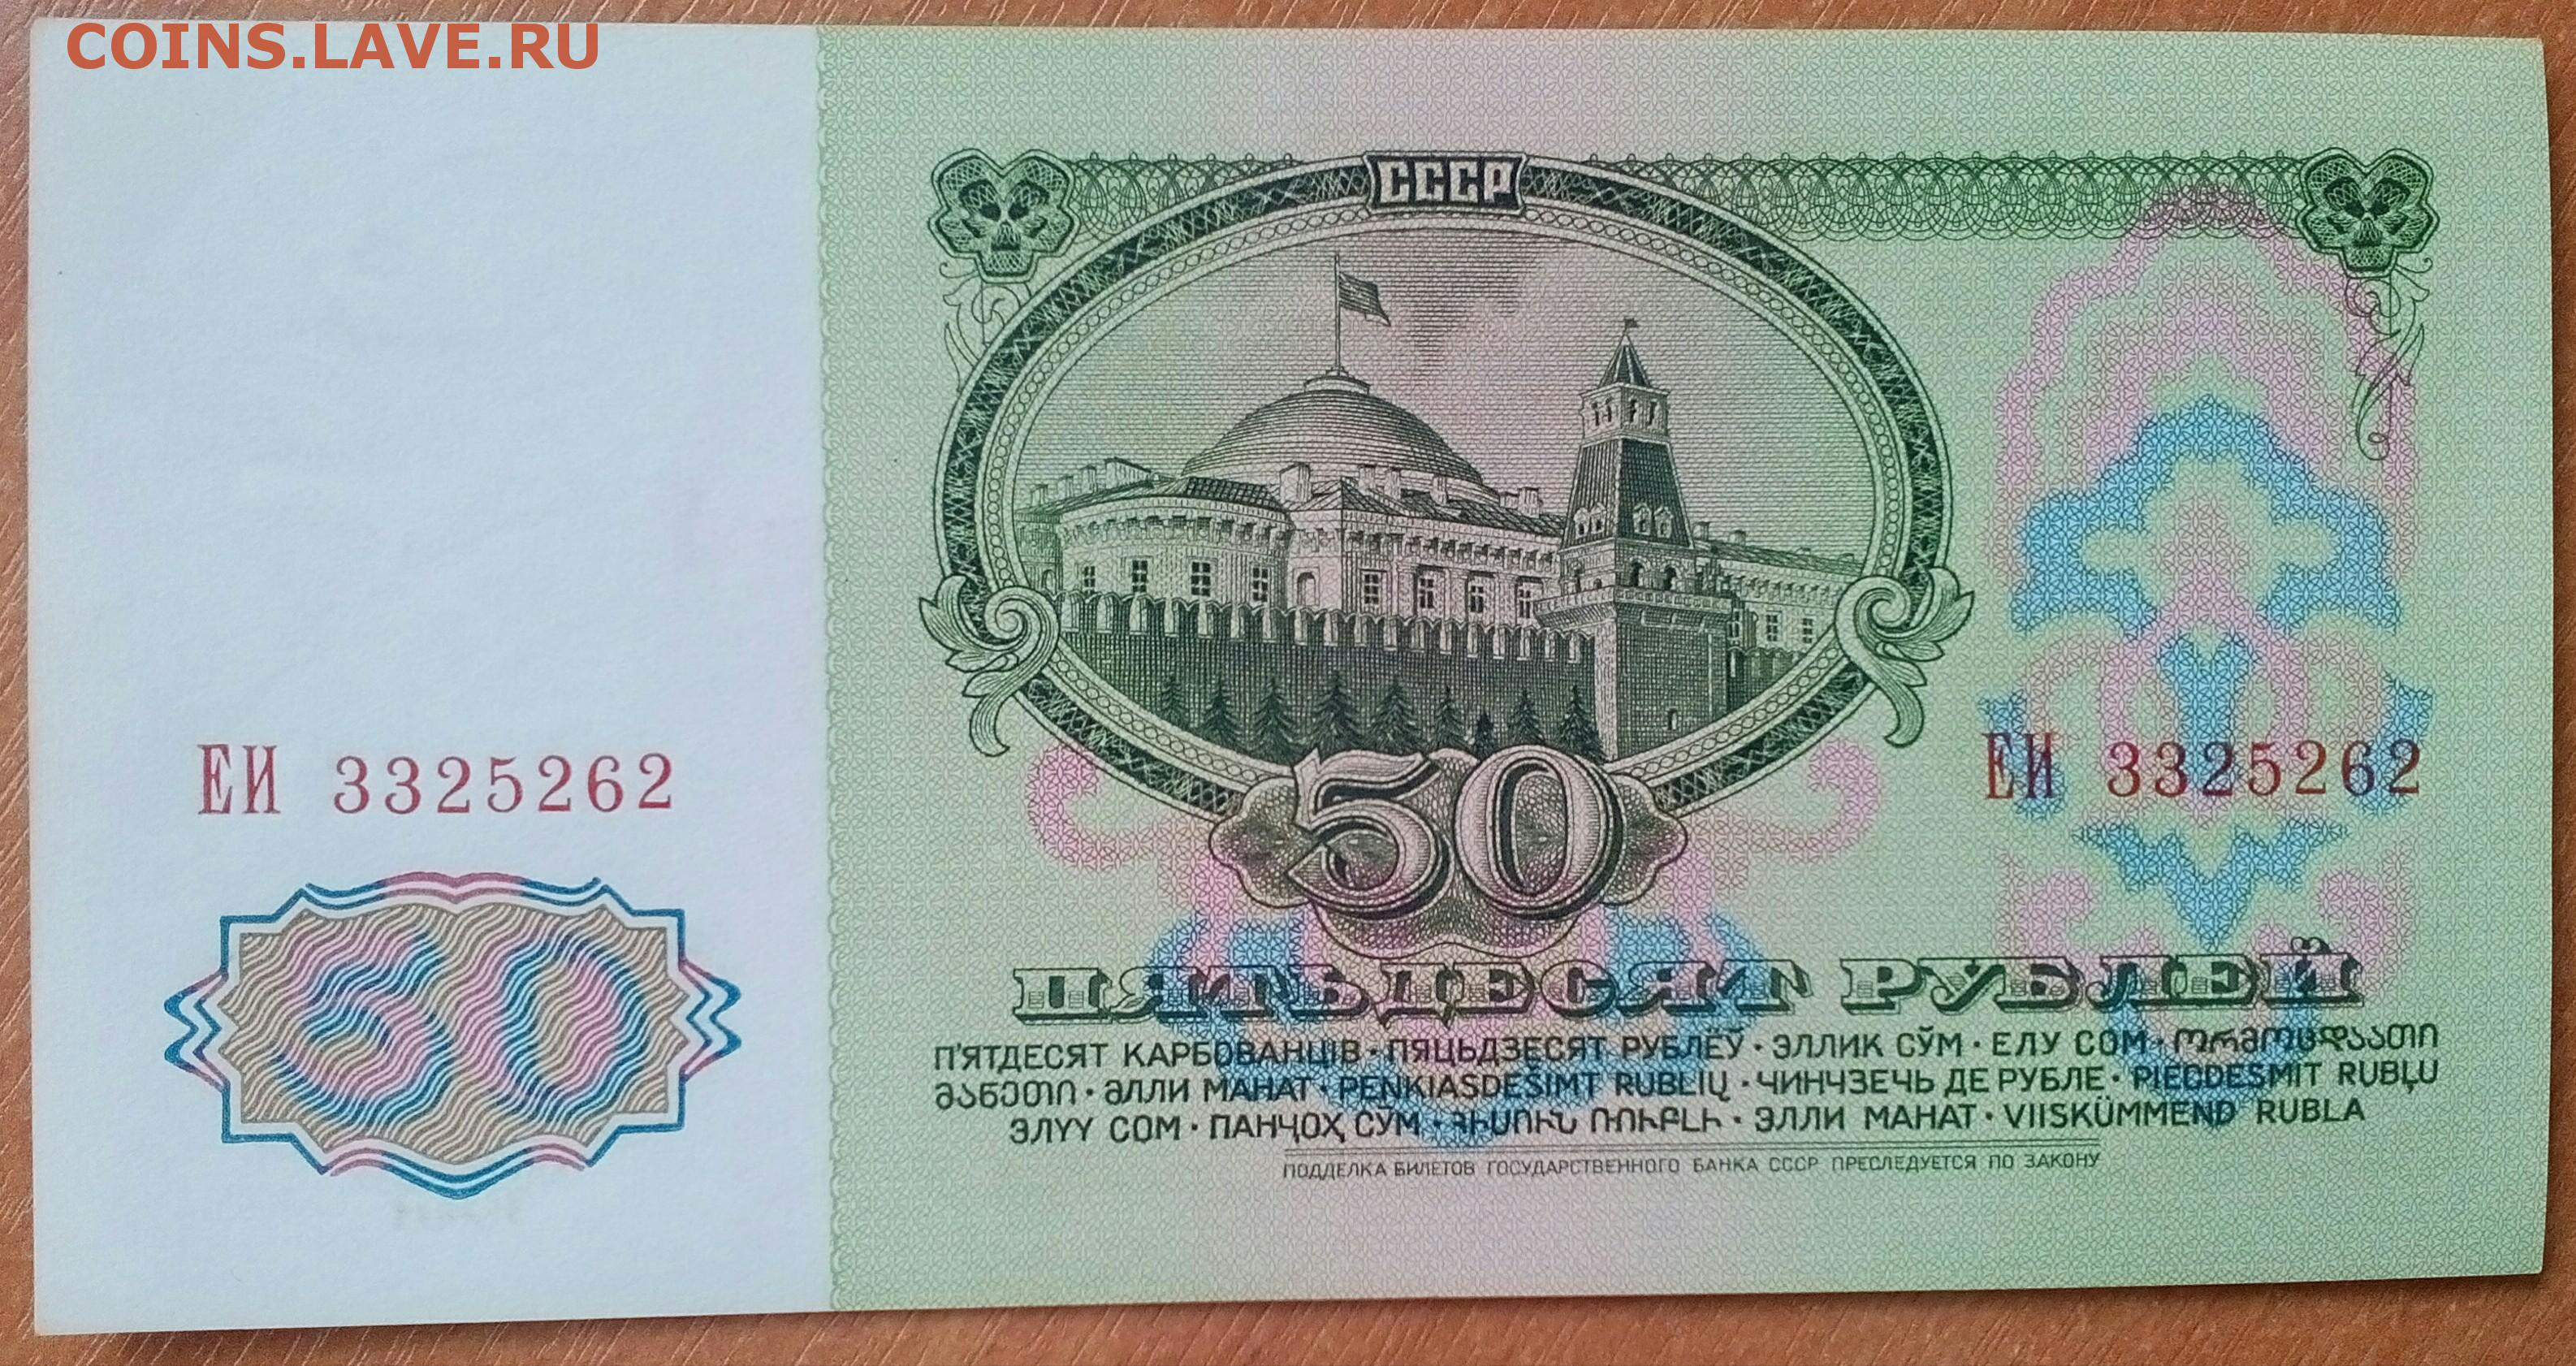 COINS.LAVE.RU
СССР
ЕИ 3325262
ЕИ 3325262
50
50
ПЯТЬДЕСЯТ РУБЛЕЙ
П'ЯТДЕСЯТ КАРБОВАНЦІВ · ПЯЦЬДЗЕСЯТ РУБЛЁЎ · ЭЛЛИК СЎМ · ЕЛУ СОМ · ორმოცდაათი
მანეთი · әлли манат · PENKIASDEŠIMT RUBLIŲ · ЧИНЧЗЕЧЬ ДЕ РУБЛЕ · PIECDESMIT RUBĻU
ЭЛҮҮ СОМ · ПАНҶОҲ СӮМ · ՀԻՍՈՒՆ ՌՈՒԲԼԻ · ЭЛЛИ МАНАТ · VIISKÜMMEND RUBLA
ПОДДЕЛКА БИЛЕТОВ ГОСУДАРСТВЕННОГО БАНКА СССР ПРЕСЛЕДУЕТСЯ ПО ЗАКОНУ